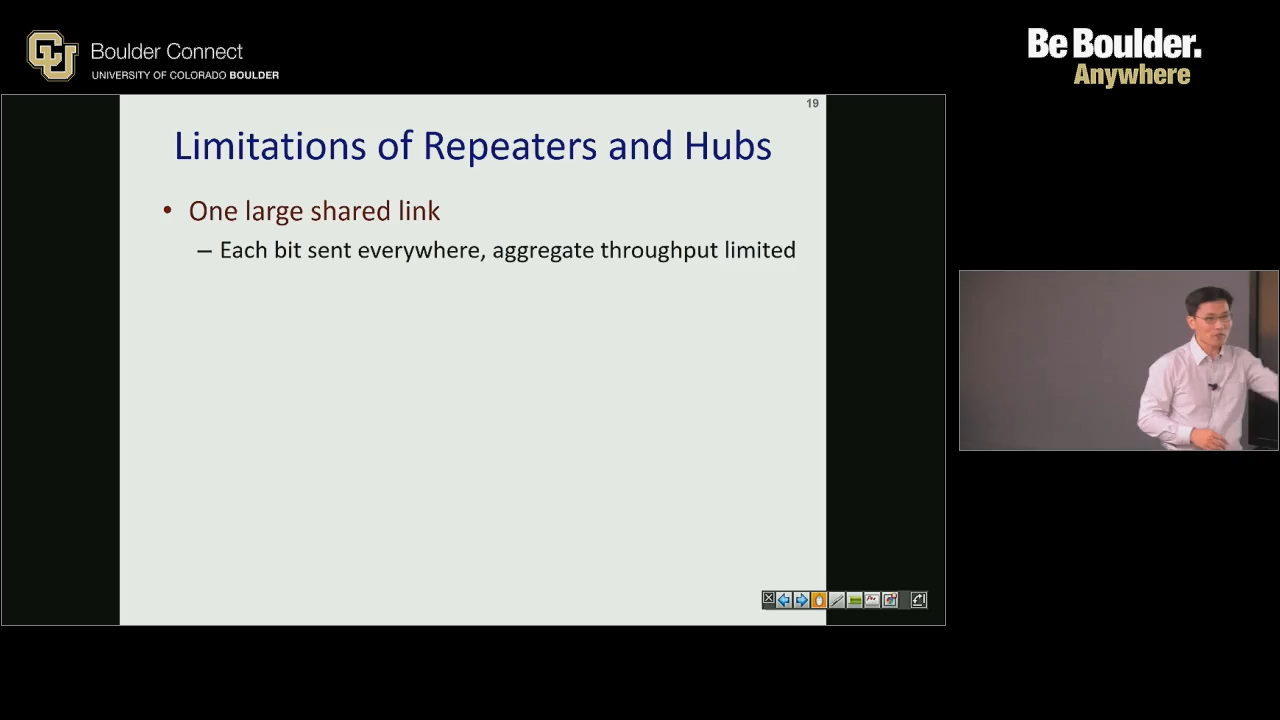 Boulder Connect
UNIVERSITY OF COLORADO BOULDER
Be Boulder.
Anywhere
19
Limitations of Repeaters and Hubs
• One large shared link
– Each bit sent everywhere, aggregate throughput limited